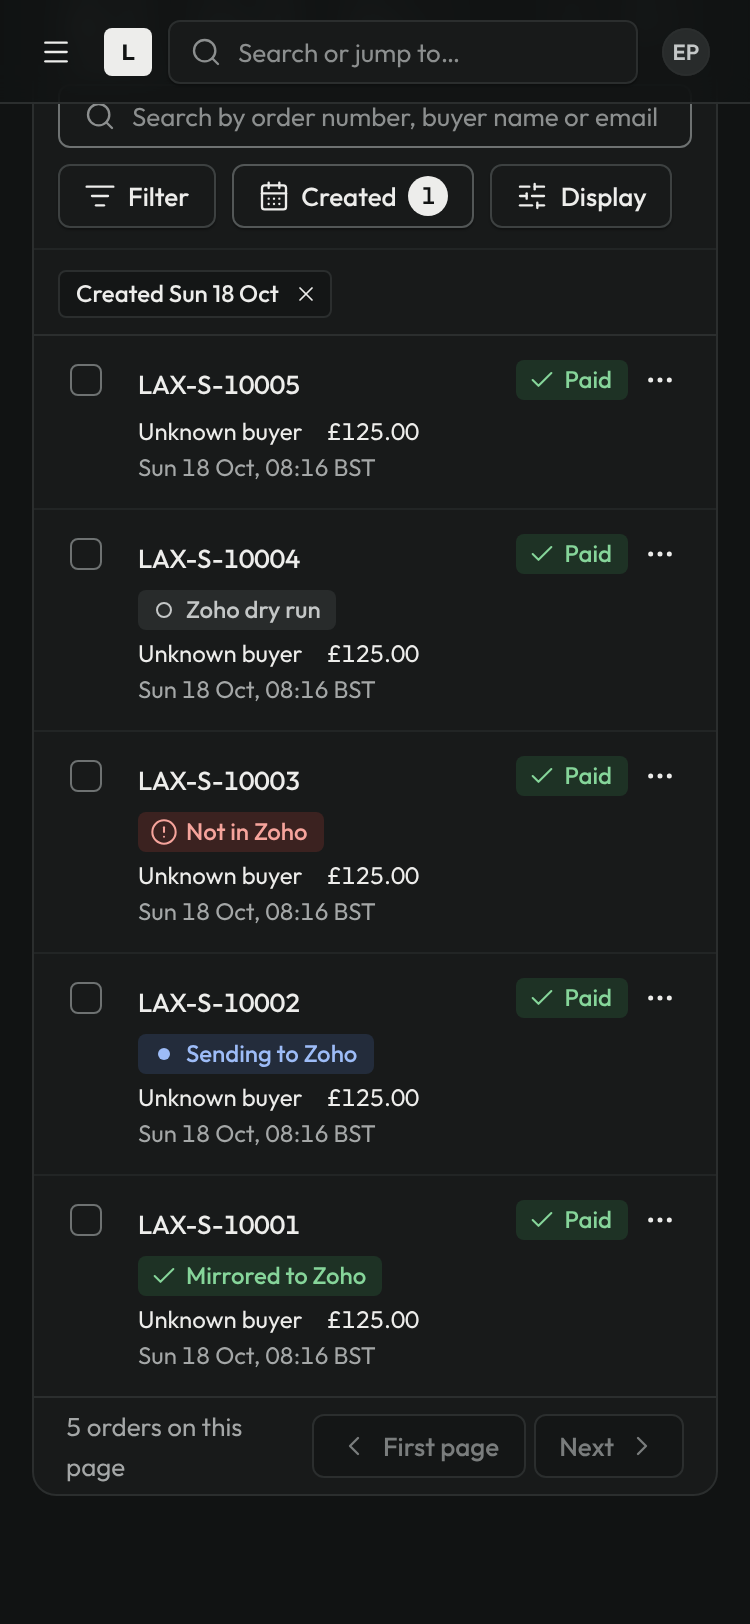 L
Search or jump to...
EP
Search by order number, buyer name or email
Filter
Created 1
Display
Created Sun 18 Oct
LAX-S-10005
Paid
Unknown buyer £125.00
Sun 18 Oct, 08:16 BST
LAX-S-10004
Paid
Zoho dry run
Unknown buyer £125.00
Sun 18 Oct, 08:16 BST
LAX-S-10003
Paid
Not in Zoho
Unknown buyer £125.00
Sun 18 Oct, 08:16 BST
LAX-S-10002
Paid
Sending to Zoho
Unknown buyer £125.00
Sun 18 Oct, 08:16 BST
LAX-S-10001
Paid
Mirrored to Zoho
Unknown buyer £125.00
Sun 18 Oct, 08:16 BST
5 orders on this
page
First page
Next